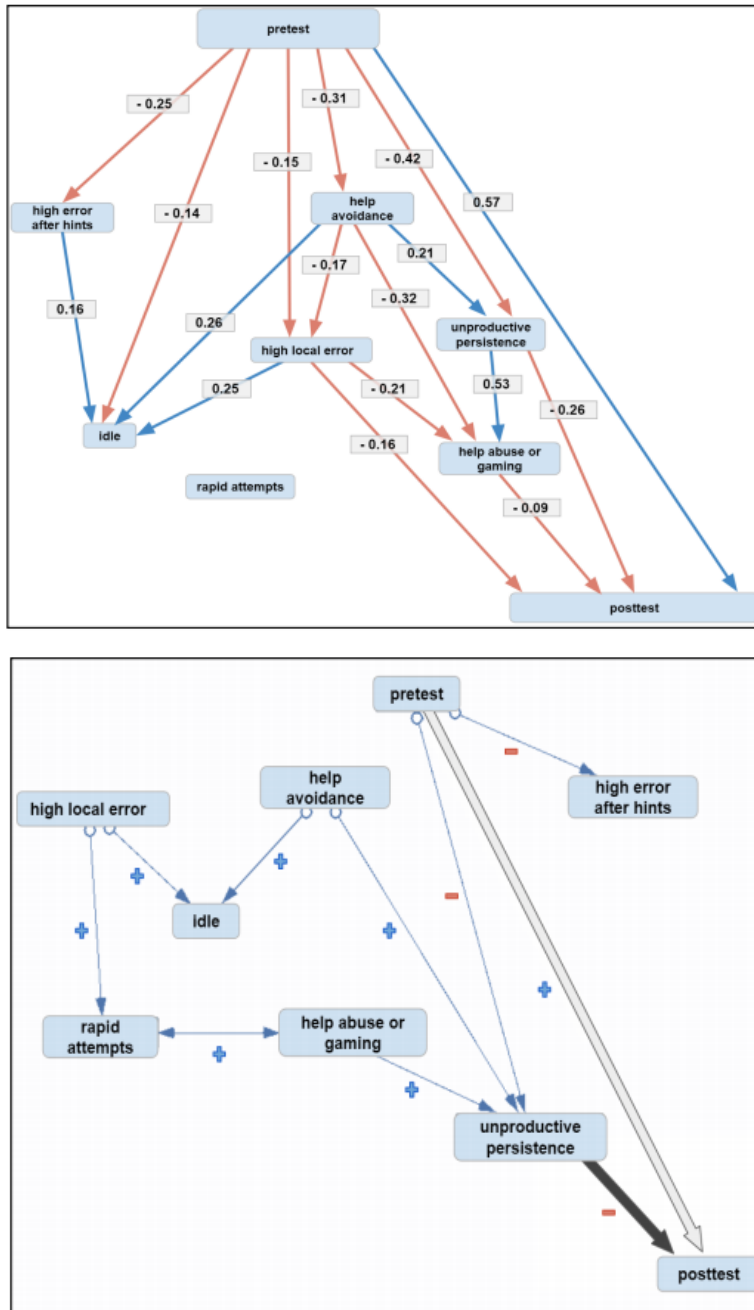 pretest
- 0.25
- 0.31
- 0.15
- 0.42
- 0.14
0.57
high error
after hints
help
avoidance
0.21
- 0.17
- 0.32
0.16
0.26
unproductive
persistence
high local error
0.25
- 0.21
0.53
- 0.26
idle
- 0.16
help abuse or
gaming
rapid attempts
- 0.09
posttest
pretest
help
avoidance
high error
after hints
high local error
idle
rapid
attempts
help abuse or
gaming
unproductive
persistence
posttest